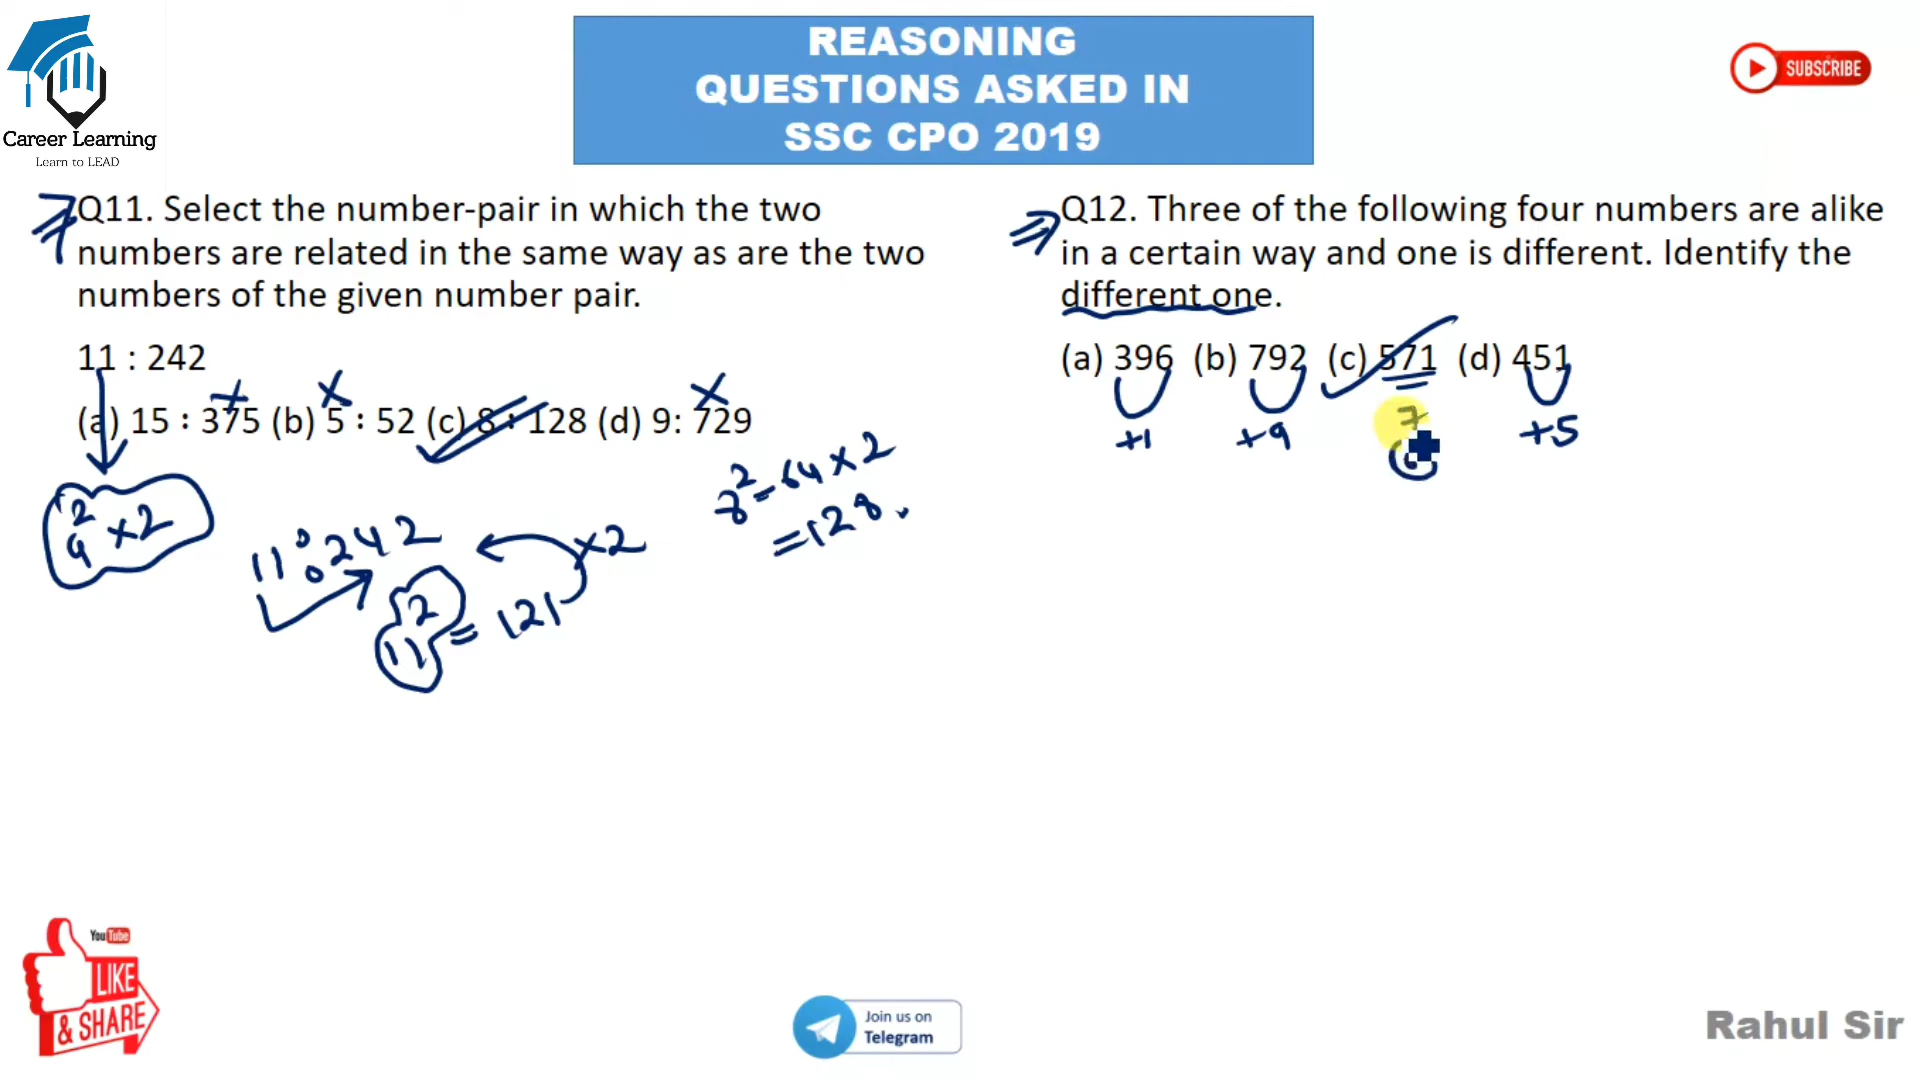 Career Learning
Learn to LEAD
REASONING
QUESTIONS ASKED IN
SSC CPO 2019
SUBSCRIBE
Q11. Select the number-pair in which the two
numbers are related in the same way as are the two
numbers of the given number pair.
11 : 242
(a) 15 : 375 (b) 5 : 52 (c) 8 : 128 (d) 9: 729
×2
11:242
11² = 121 ×2
8² = 64 × 2
= 128.
Q12. Three of the following four numbers are alike
in a certain way and one is different. Identify the
different one.
(a) 396 (b) 792 (c) 571 (d) 451
+1 +9 7 +5
YouTube
LIKE
& SHARE
Join us on
Telegram
Rahul Sir